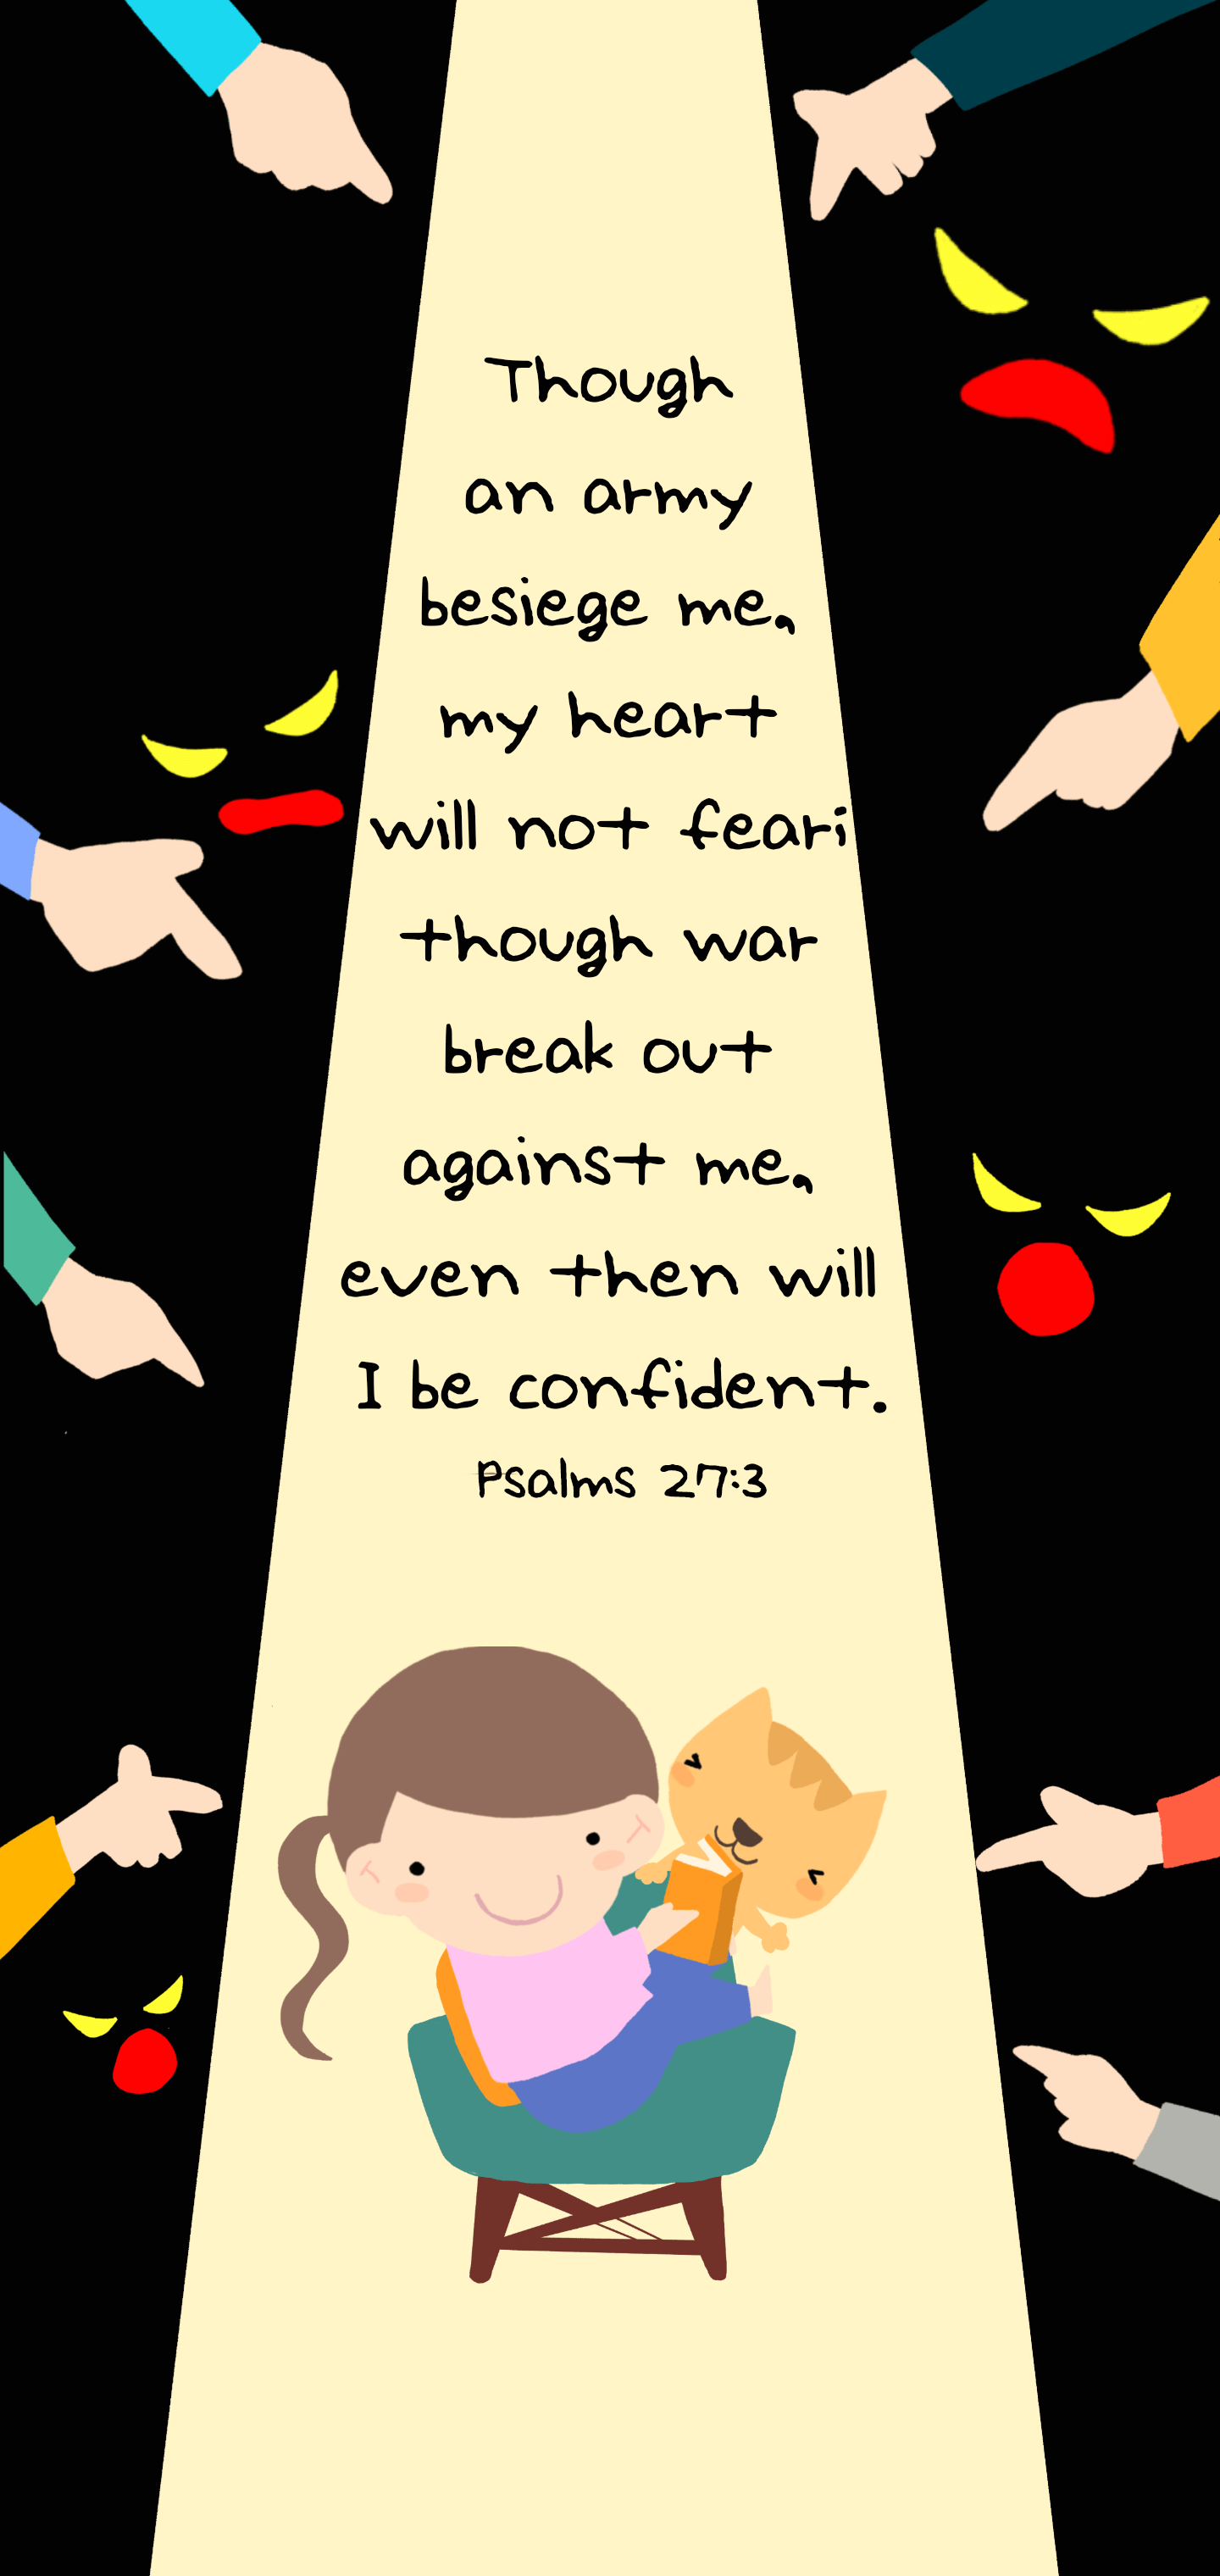 Though
an army
besiege me,
my heart
will not feari
though war
break out
against me,
even then will
I be confident.
Psalms 27:3